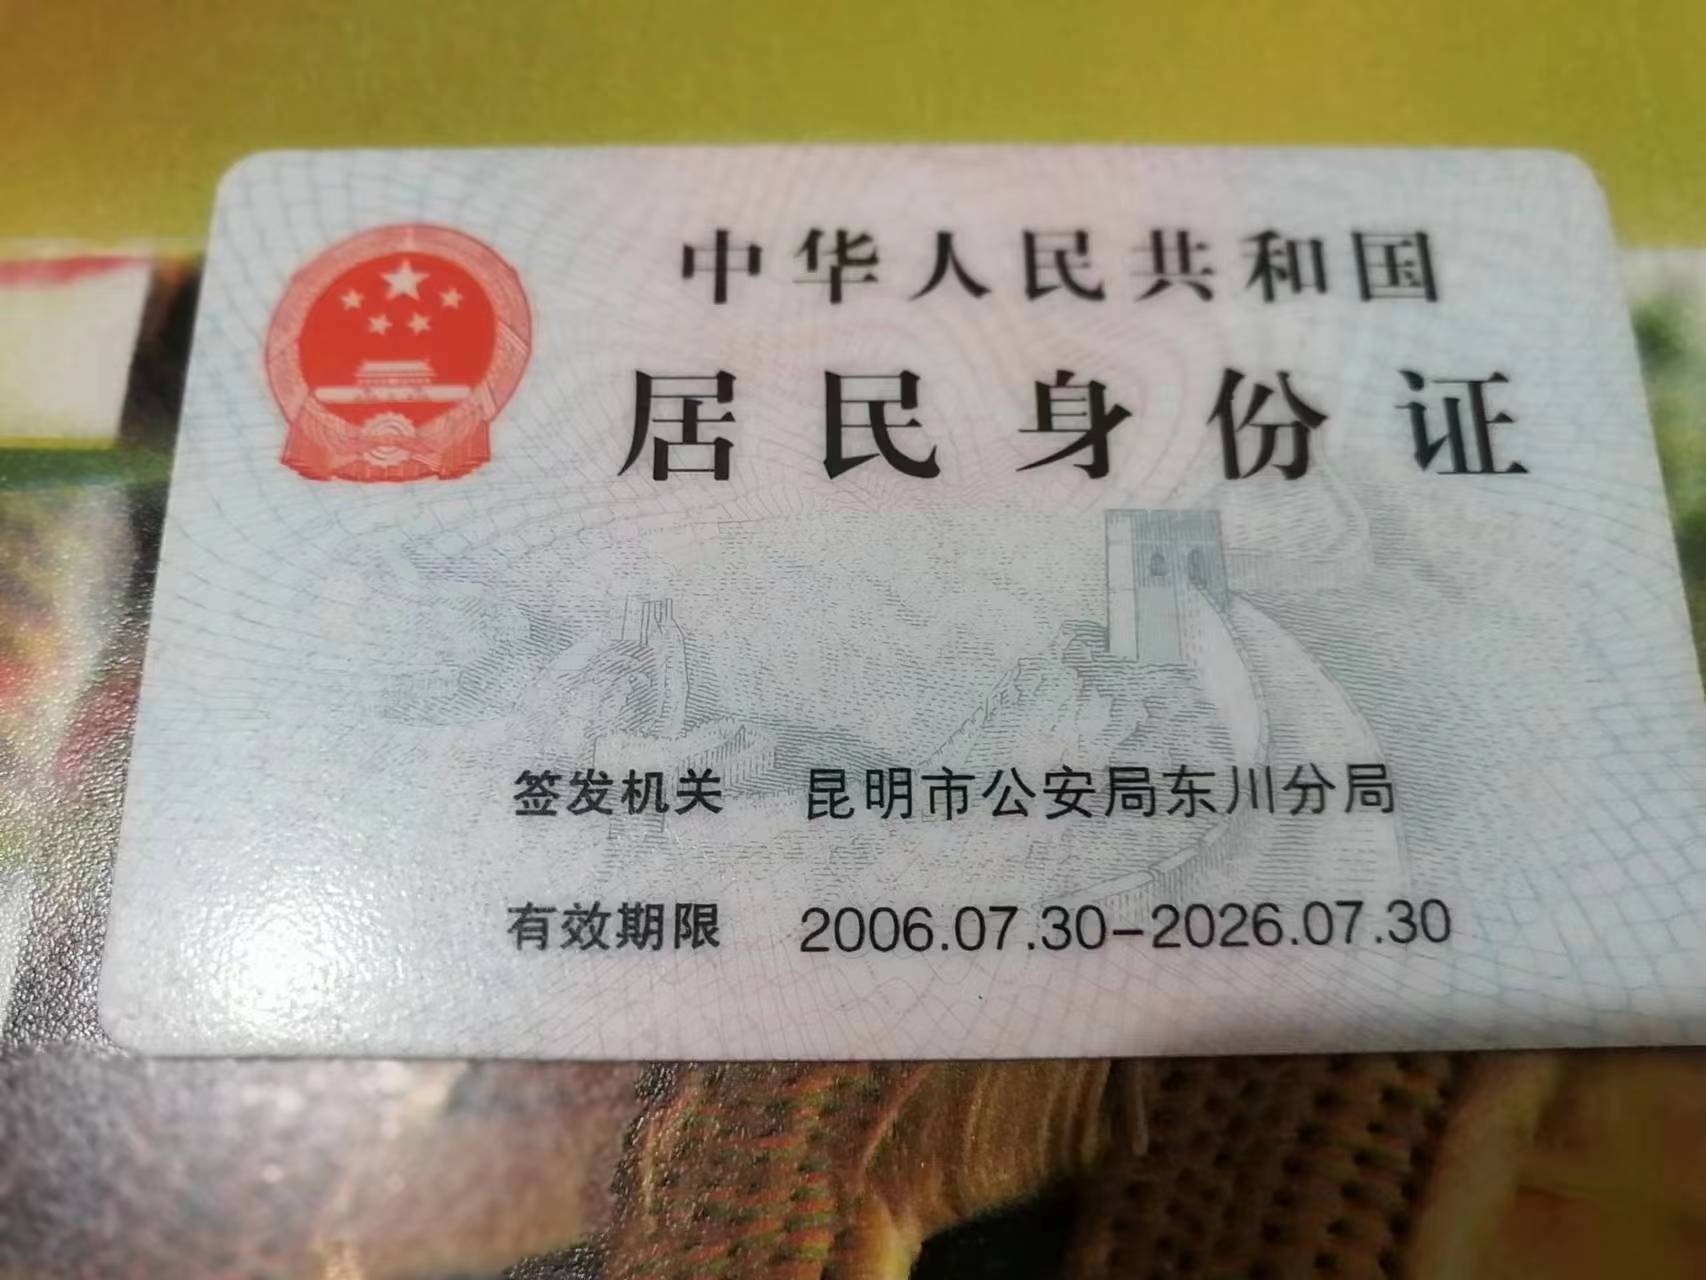 中华人民共和国
居民身份证
签发机关 昆明市公安局东川分局
有效期限 2006.07.30-2026.07.30